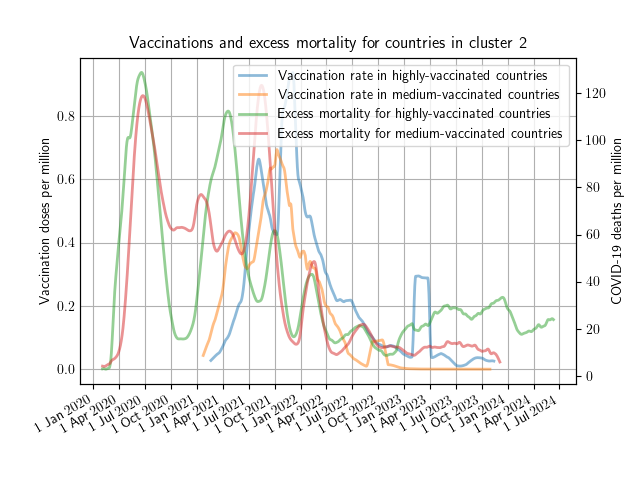 Vaccinations and excess mortality for countries in cluster 2
Vaccination rate in highly-vaccinated countries
Vaccination rate in medium-vaccinated countries
Excess mortality for highly-vaccinated countries
Excess mortality for medium-vaccinated countries
Vaccination doses per million
0.8
0.6
0.4
0.2
0.0
COVID-19 deaths per million
120
100
80
60
40
20
0
1 Jan 2020
1 Apr 2020
1 Jul 2020
1 Oct 2020
1 Jan 2021
1 Apr 2021
1 Jul 2021
1 Oct 2021
1 Jan 2022
1 Apr 2022
1 Jul 2022
1 Oct 2022
1 Jan 2023
1 Apr 2023
1 Jul 2023
1 Oct 2023
1 Jan 2024
1 Apr 2024
1 Jul 2024